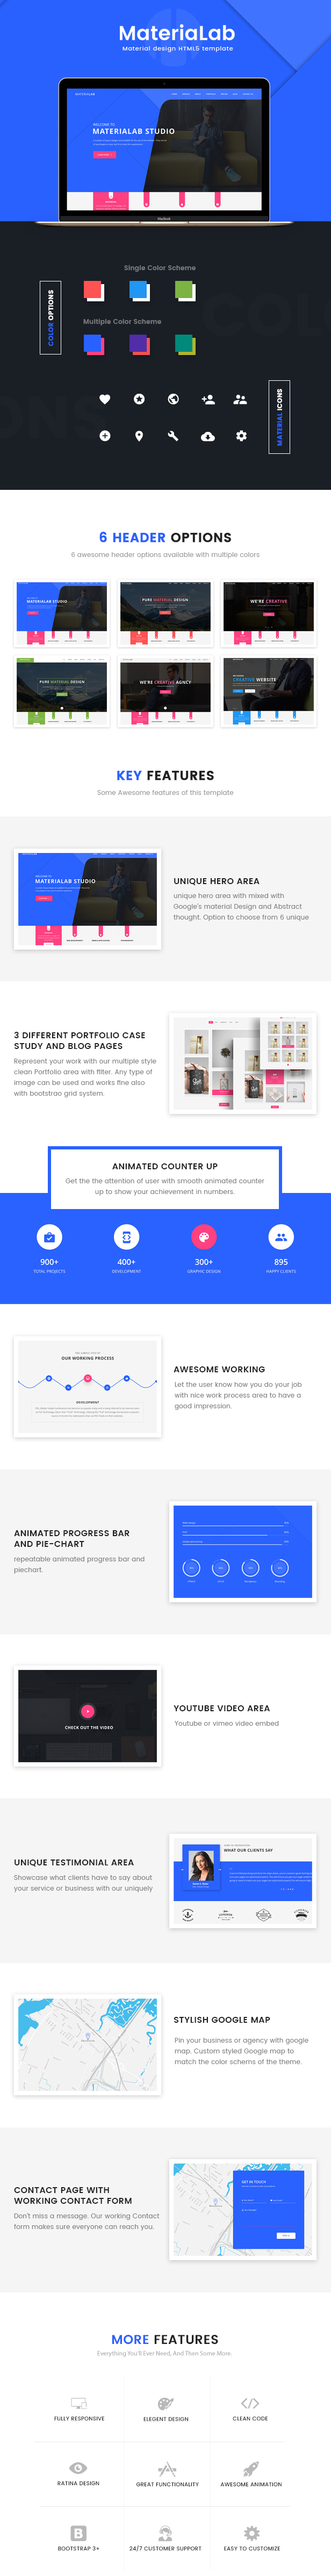 MateriaLab
Material design HTML5 template
WELCOME TO
MATERIALAB STUDIO
MacBook
Single Color Scheme
COLOR OPTIONS
Multiple Color Scheme
MATERIAL ICONS
6 HEADER OPTIONS
6 awesome header options available with multiple colors
MATERIALAB STUDIO
PURE MATERIAL DESIGN
WE'RE CREATIVE
PURE MATERIAL DESIGN
WE'RE CREATIVE AGNCY
CREATIVE WEBSITE
KEY FEATURES
Some Awesome features of this template
WELCOME TO
MATERIALAB STUDIO
UNIQUE HERO AREA
unique hero area with mixed with
Google's material Design and Abstract
thought. Option to choose from 6 unique
3 DIFFERENT PORTFOLIO CASE
STUDY AND BLOG PAGES
Represent your work with our multiple style
clean Portfolio area with filter. Any type of
image can be used and works fine also
with bootstrao grid system.
ANIMATED COUNTER UP
Get the the attention of user with smooth animated counter
up to show your achievement in numbers.
900+
TOTAL PROJECTS
400+
DEVELOPMENT
300+
GRAPHIC DESIGN
895
HAPPY CLIENTS
OUR WORKING PROCESS
DEVELOPMENT
AWESOME WORKING
Let the user know how you do your job
with nice work process area to have a
good impression.
ANIMATED PROGRESS BAR
AND PIE-CHART
repeatable animated progress bar and
piechart.
CHECK OUT THE VIDEO
YOUTUBE VIDEO AREA
Youtube or vimeo video embed
UNIQUE TESTIMONIAL AREA
Showcase what clients have to say about
your service or business with our uniquely
WHAT OUR CLIENTS SAY
STYLISH GOOGLE MAP
Pin your business or agency with google
map. Custom styled Google map to
match the color schems of the theme.
CONTACT PAGE WITH
WORKING CONTACT FORM
Don't miss a message. Our working Contact
form makes sure everyone can reach you.
GET IN TOUCH
MORE FEATURES
Everything You'll Ever Need, And Then Some More.
FULLY RESPONSIVE
ELEGENT DESIGN
CLEAN CODE
RATINA DESIGN
GREAT FUNCTIONALITY
AWESOME ANIMATION
BOOTSTRAP 3+
24/7 CUSTOMER SUPPORT
EASY TO CUSTOMIZE